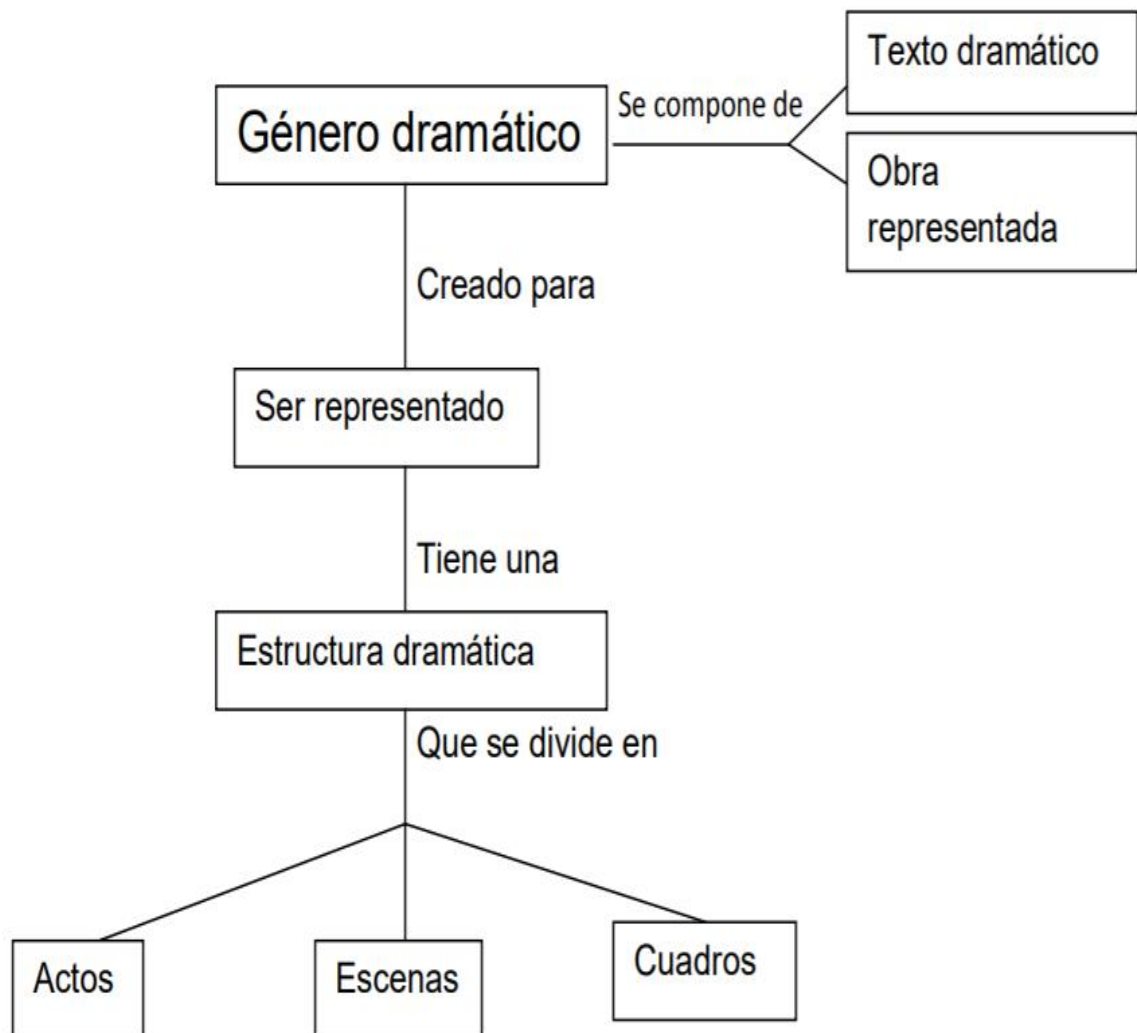 Texto dramático
Género dramático
Se compone de
Obra
representada
Creado para
Ser representado
Tiene una
Estructura dramática
Que se divide en
Actos
Escenas
Cuadros